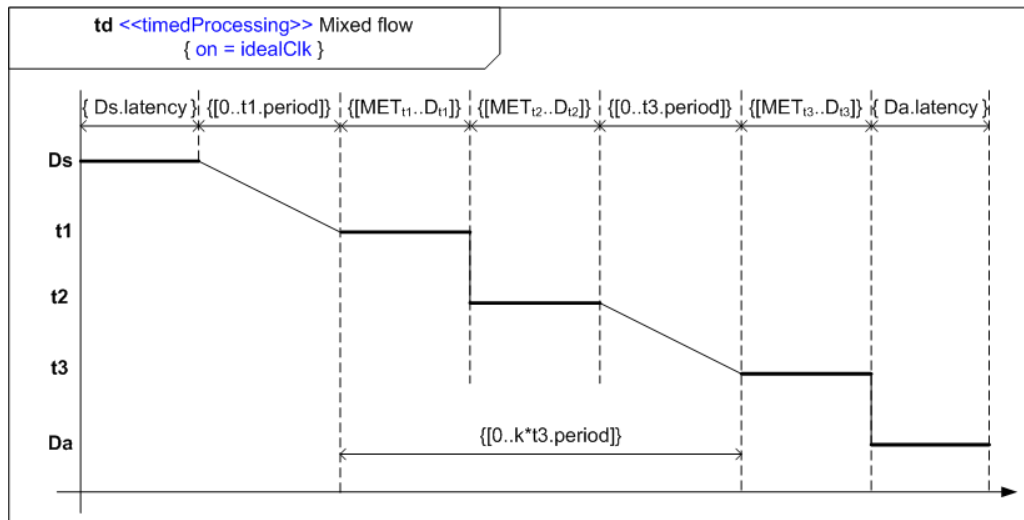 td <<timedProcessing>> Mixed flow
{ on = idealClk }
{ Ds.latency } {[0..t1.period]} {[METt1..Dt1]} {[METt2..Dt2]} {[0..t3.period]} {[METt3..Dt3]} { Da.latency }
Ds
t1
t2
t3
Da
{[0..k*t3.period]}